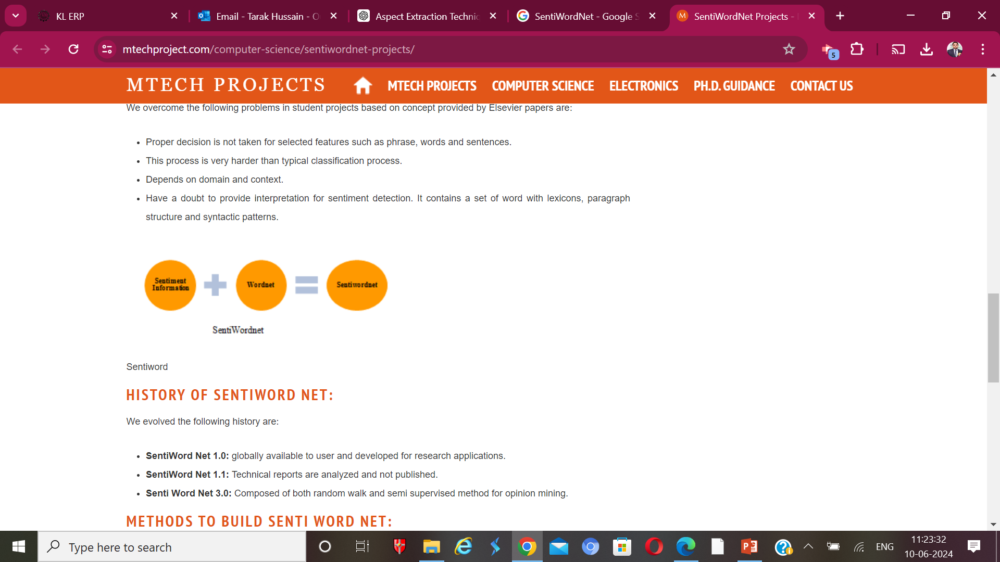 KL ERP
Email - Tarak Hussain - O
Aspect Extraction Technic
SentiWordNet - Google S
SentiWordNet Projects -
mtechproject.com/computer-science/sentiwordnet-projects/
5
MTECH PROJECTS
MTECH PROJECTS
COMPUTER SCIENCE
ELECTRONICS
PH.D. GUIDANCE
CONTACT US
We overcome the following problems in student projects based on concept provided by Elsevier papers are:
• Proper decision is not taken for selected features such as phrase, words and sentences.
• This process is very harder than typical classification process.
• Depends on domain and context.
• Have a doubt to provide interpretation for sentiment detection. It contains a set of word with lexicons, paragraph
structure and syntactic patterns.
Sentiment
Information
Wordnet
Sentiwordnet
SentiWordnet
Sentiword
HISTORY OF SENTIWORD NET:
We evolved the following history are:
• SentiWord Net 1.0: globally available to user and developed for research applications.
• SentiWord Net 1.1: Technical reports are analyzed and not published.
• Senti Word Net 3.0: Composed of both random walk and semi supervised method for opinion mining.
METHODS TO BUILD SENTI WORD NET:
Type here to search
ENG
11:23:32
10-06-2024